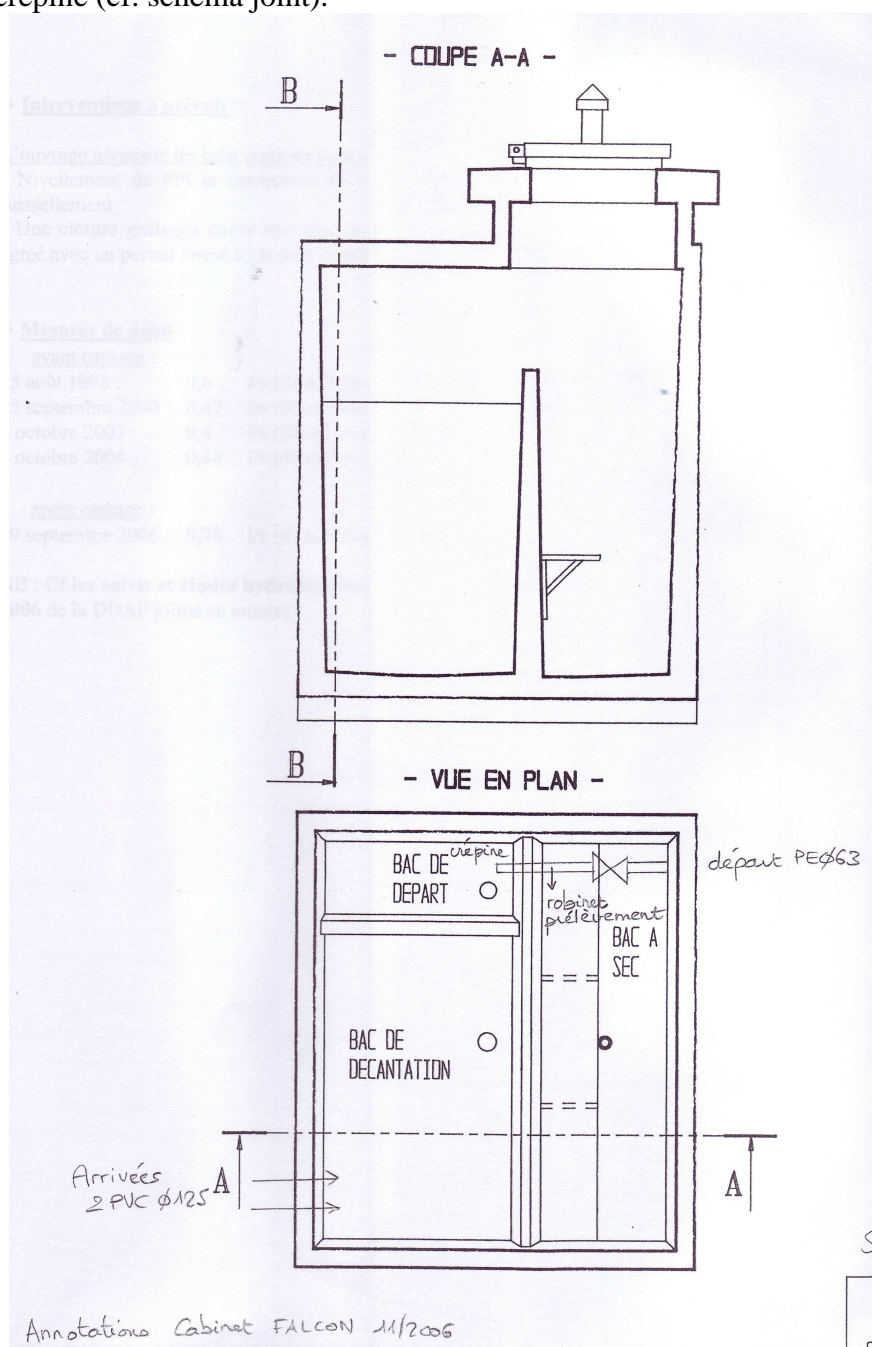 crépine (cf. schéma joint).
- COUPE A-A -
B
Interventions à prévoir
L'ouvrage nécessite les
Nivellement du PPI et
Une clôture grillagée
avec un portail fermé à
Mesures de débit
avant captage :
5 août 1998 : 0,6
septembre 2000 : 0,47
octobre 2003 : 0,4
octobre 2004 : 0,49
après captage :
9 septembre 2006 : 0,78 l/s
NB : Cf les suivis et études
2006 de la DDAF joints en annexe
B
- VUE EN PLAN -
BAC DE DEPART
crépine
départ PEØ63
robinet prélèvement
BAC A SEC
BAC DE DECANTATION
Arrivées
2 PVC Ø125
A
A
S
Annotations Cabinet FALCON 11/2006